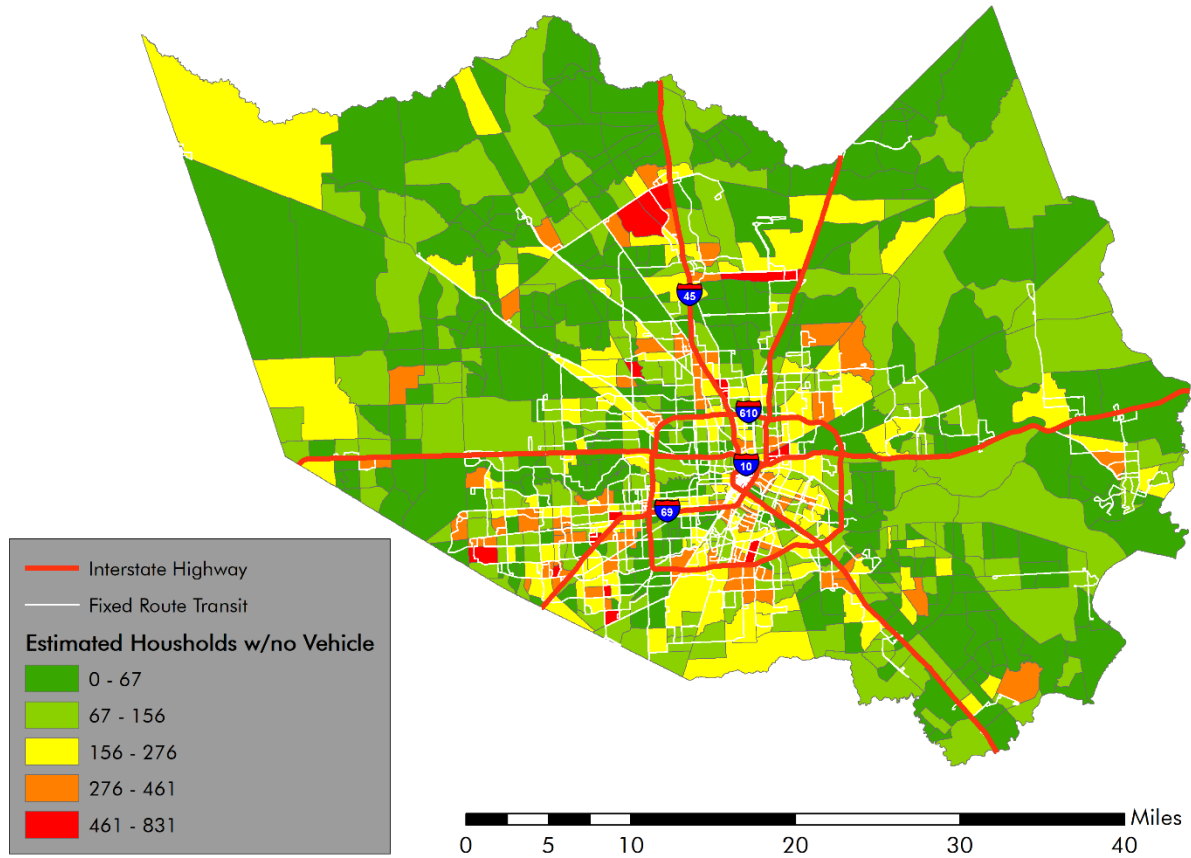 45
610
10
69
Interstate Highway
Fixed Route Transit
Estimated Housholds w/no Vehicle
0 - 67
67 - 156
156 - 276
276 - 461
461 - 831
Miles
0 5 10 20 30 40